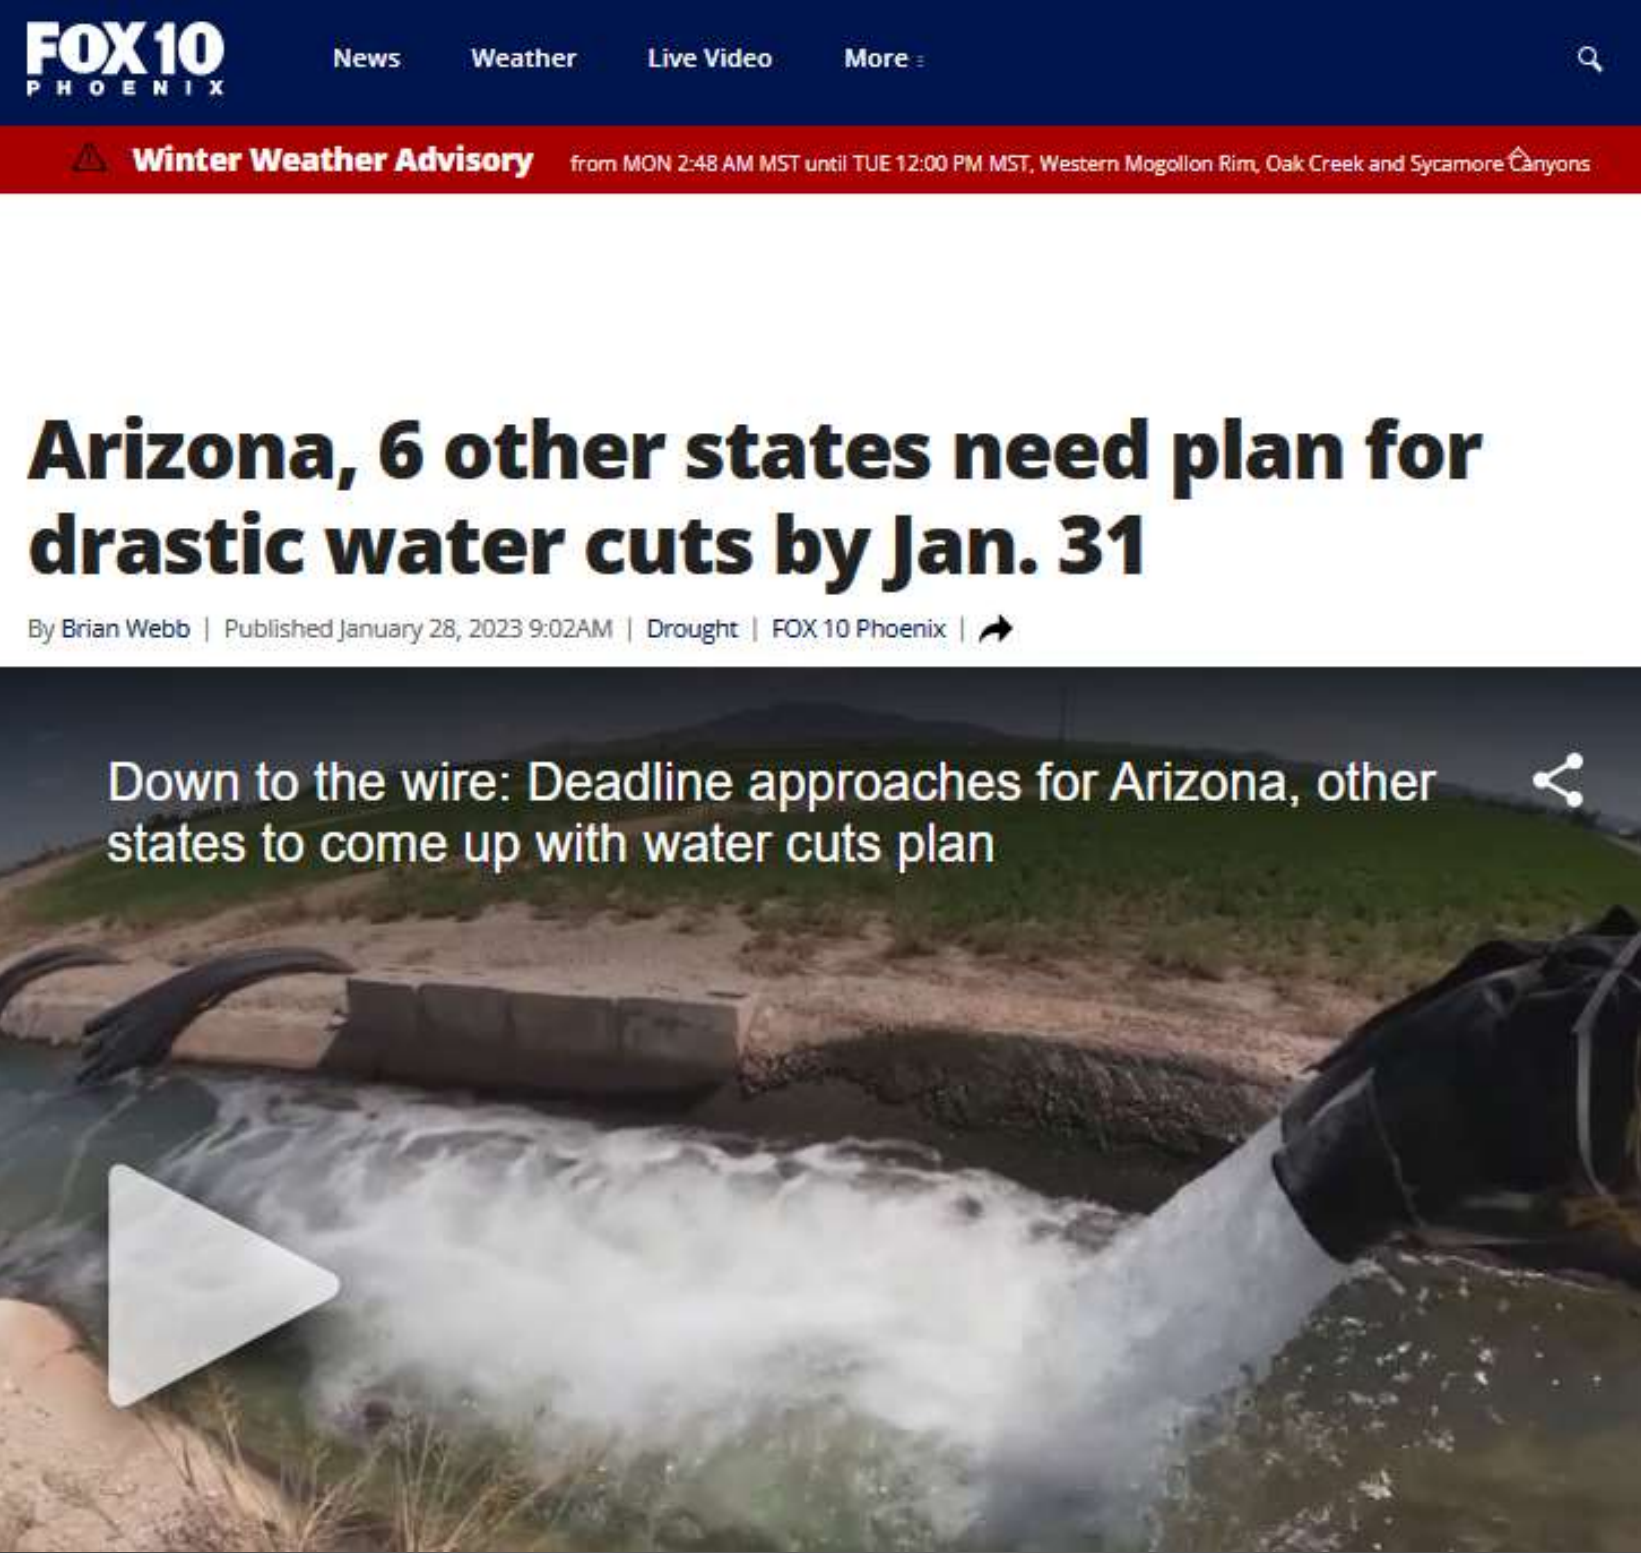 FOX 10
PHOENIX
News Weather Live Video More
Winter Weather Advisory from MON 2:48 AM MST until TUE 12:00 PM MST, Western Mogollon Rim, Oak Creek and Sycamore Canyons
Arizona, 6 other states need plan for
drastic water cuts by Jan. 31
By Brian Webb | Published January 28, 2023 9:02AM | Drought | FOX 10 Phoenix |
Down to the wire: Deadline approaches for Arizona, other
states to come up with water cuts plan